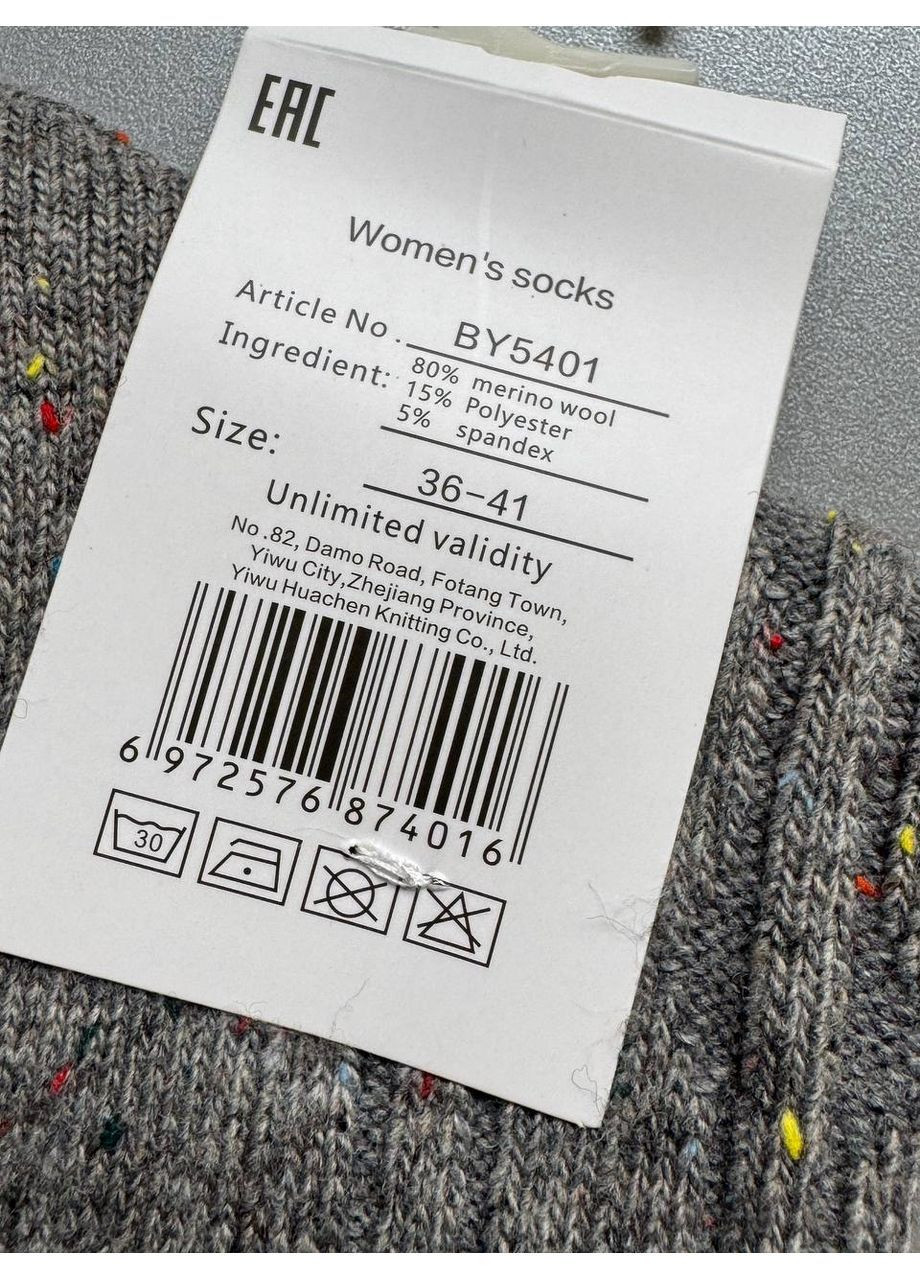 EAC
Women's socks
Article No . BY5401
Ingredient: 80% merino wool
15% Polyester
5% spandex
Size: 36-41
Unlimited validity
No .82, Damo Road, Fotang Town,
Yiwu City,Zhejiang Province,
Yiwu Huachen Knitting Co., Ltd.
6 972576 874016
30